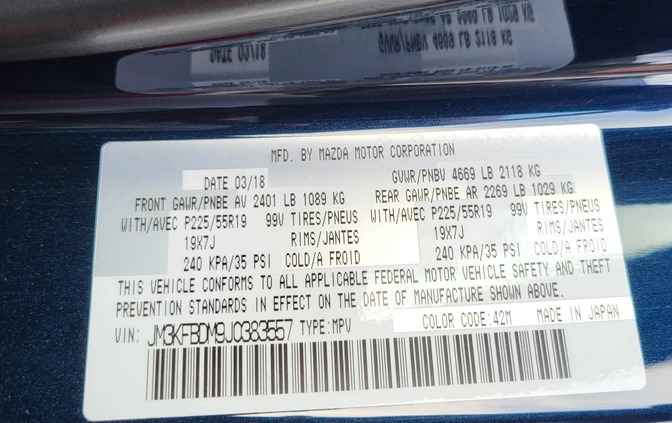 MFD. BY MAZDA MOTOR CORPORATION
DATE 03/18 GVWR/PNBV 4669 LB 2118 KG
FRONT GAWR/PNBE AV 2401 LB 1089 KG REAR GAWR/PNBE AR 2269 LB 1029 KG
WITH/AVEC P225/55R19 99V TIRES/PNEUS WITH/AVEC P225/55R19 99V TIRES/PNEUS
19X7J RIMS/JANTES 19X7J RIMS/JANTES
240 KPA/35 PSI COLD/A FROID 240 KPA/35 PSI COLD/A FROID
THIS VEHICLE CONFORMS TO ALL APPLICABLE FEDERAL MOTOR VEHICLE SAFETY AND THEFT
PREVENTION STANDARDS IN EFFECT ON THE DATE OF MANUFACTURE SHOWN ABOVE.
VIN: JM3KFBDM9J0383557 TYPE:MPV COLOR CODE:42M MADE IN JAPAN